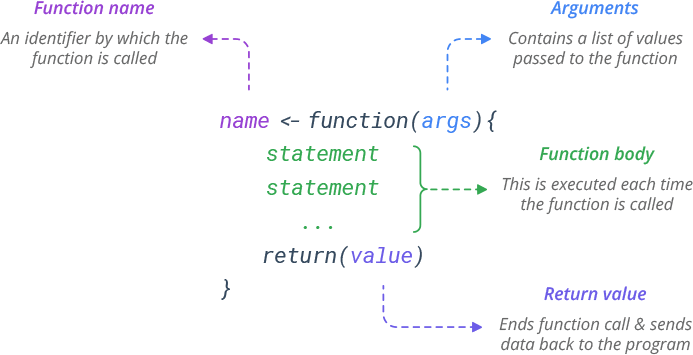 Function name
An identifier by which the
function is called
Arguments
Contains a list of values
passed to the function
name <- function(args){
statement
statement
...
return(value)
}
Function body
This is executed each time
the function is called
Return value
Ends function call & sends
data back to the program